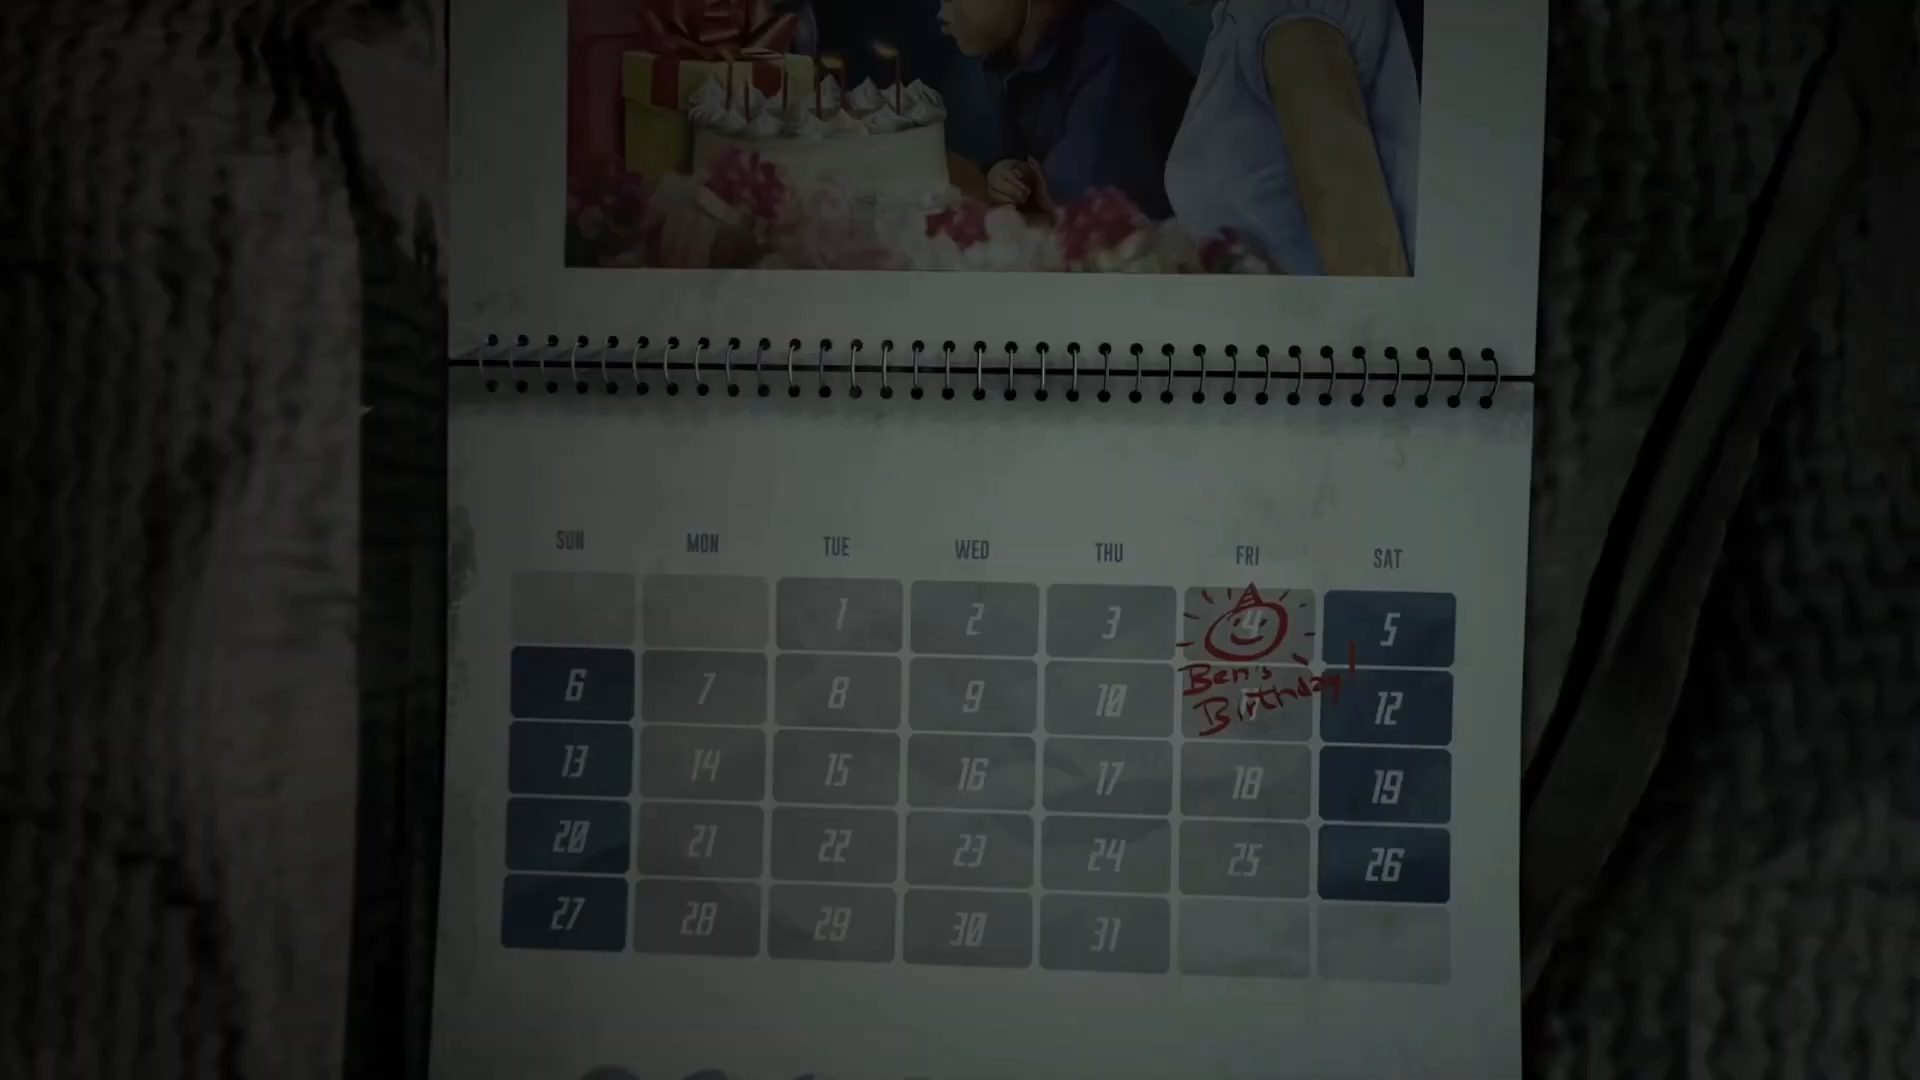 SUN MON TUE WED THU FRI SAT
1 2 3 4 5
Ben's
6 7 8 9 10 12
Birthday!
13 14 15 16 17 18 19
20 21 22 23 24 25 26
27 28 29 30 31